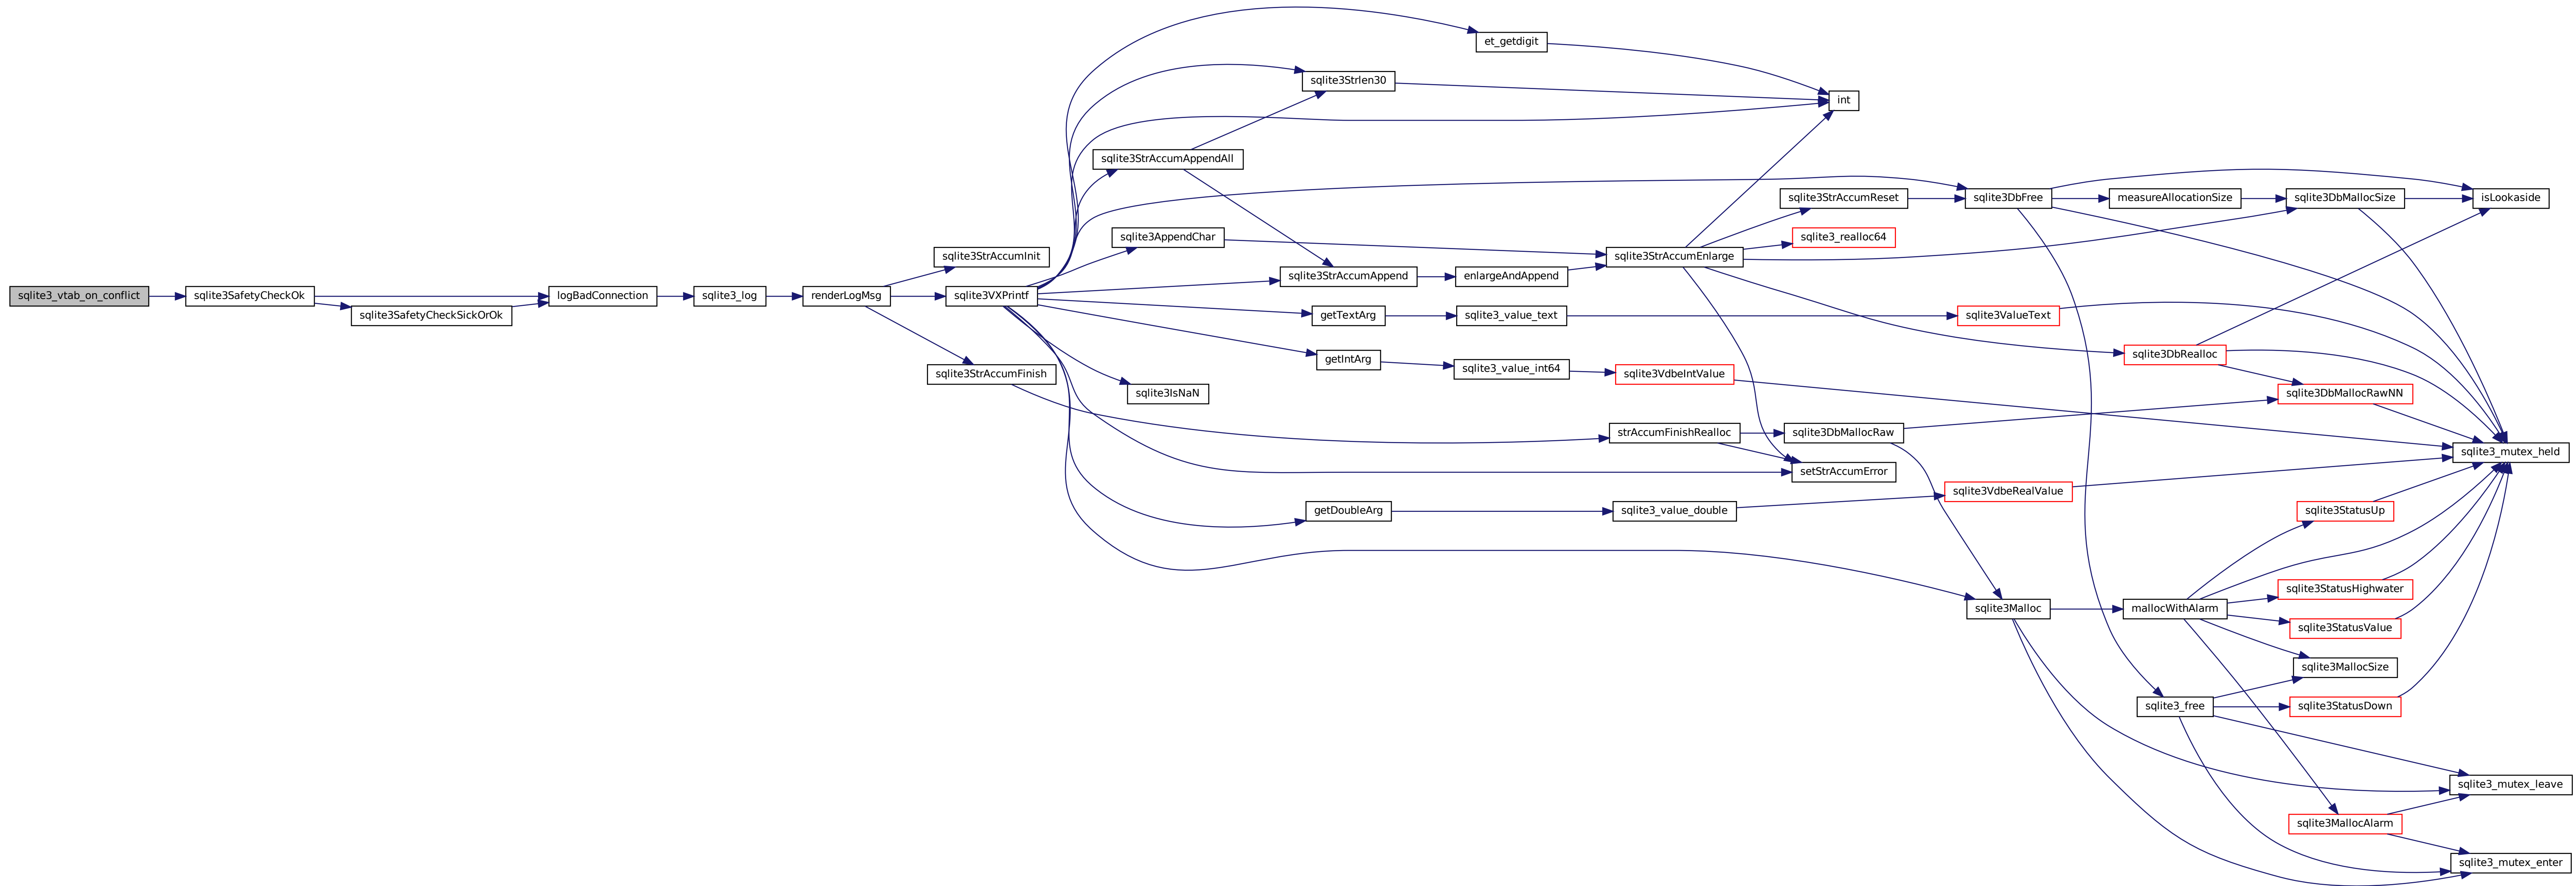 sqlite3_vtab_on_conflict
sqlite3SafetyCheckOk
sqlite3SafetyCheckSickOrOk
logBadConnection
sqlite3_log
renderLogMsg
sqlite3StrAccumInit
sqlite3VXPrintf
sqlite3StrAccumFinish
et_getdigit
sqlite3Strlen30
int
sqlite3StrAccumAppendAll
sqlite3AppendChar
sqlite3StrAccumAppend
enlargeAndAppend
getTextArg
sqlite3_value_text
getIntArg
sqlite3_value_int64
sqlite3IsNaN
getDoubleArg
sqlite3_value_double
sqlite3StrAccumEnlarge
sqlite3VdbeIntValue
strAccumFinishRealloc
sqlite3StrAccumReset
sqlite3_realloc64
sqlite3DbMallocRaw
setStrAccumError
sqlite3DbFree
sqlite3ValueText
sqlite3VdbeRealValue
sqlite3Malloc
measureAllocationSize
sqlite3DbRealloc
mallocWithAlarm
sqlite3_free
sqlite3DbMallocSize
sqlite3DbMallocRawNN
sqlite3StatusUp
sqlite3StatusHighwater
sqlite3StatusValue
sqlite3MallocSize
sqlite3StatusDown
sqlite3MallocAlarm
isLookaside
sqlite3_mutex_held
sqlite3_mutex_leave
sqlite3_mutex_enter